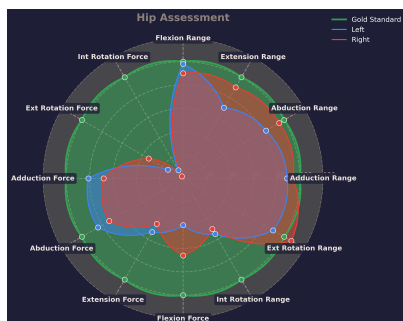 Hip Assessment
Gold Standard
Left
Right
Flexion Range
Int Rotation Force
Extension Range
Ext Rotation Force
Abduction Range
Adduction Force
Adduction Range
Abduction Force
Ext Rotation Range
Extension Force
Int Rotation Range
Flexion Force